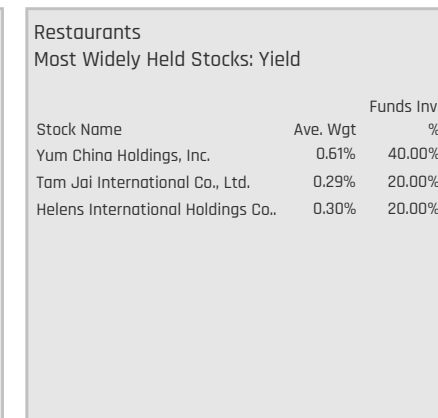 Restaurants
Most Widely Held Stocks: Yield
Funds Inv
Stock Name Ave. Wgt %
Yum China Holdings, Inc. 0.61% 40.00%
Tam Jai International Co., Ltd. 0.29% 20.00%
Helens International Holdings Co.. 0.30% 20.00%